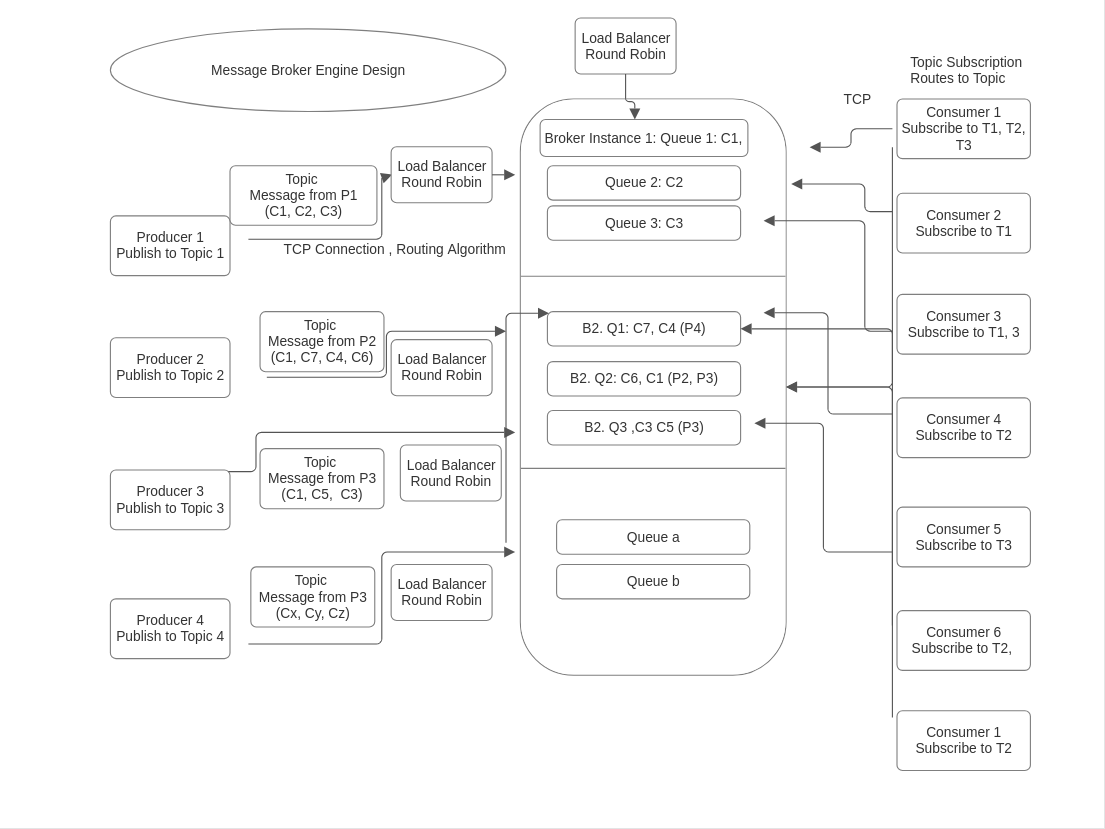 Message Broker Engine Design
Load Balancer
Round Robin
Topic Subscription
Routes to Topic
TCP
Topic
Message from P1
(C1, C2, C3)
Load Balancer
Round Robin
Producer 1
Publish to Topic 1
TCP Connection , Routing Algorithm
Topic
Message from P2
(C1, C7, C4, C6)
Load Balancer
Round Robin
Producer 2
Publish to Topic 2
Topic
Message from P3
(C1, C5,  C3)
Load Balancer
Round Robin
Producer 3
Publish to Topic 3
Topic
Message from P3
(Cx, Cy, Cz)
Load Balancer
Round Robin
Producer 4
Publish to Topic 4
Broker Instance 1: Queue 1: C1,
Queue 2: C2
Queue 3: C3
B2. Q1: C7, C4 (P4)
B2. Q2: C6, C1 (P2, P3)
B2. Q3 ,C3 C5 (P3)
Queue a
Queue b
Consumer 1
Subscribe to T1, T2,
T3
Consumer 2
Subscribe to T1
Consumer 3
Subscribe to T1, 3
Consumer 4
Subscribe to T2
Consumer 5
Subscribe to T3
Consumer 6
Subscribe to T2,
Consumer 1
Subscribe to T2